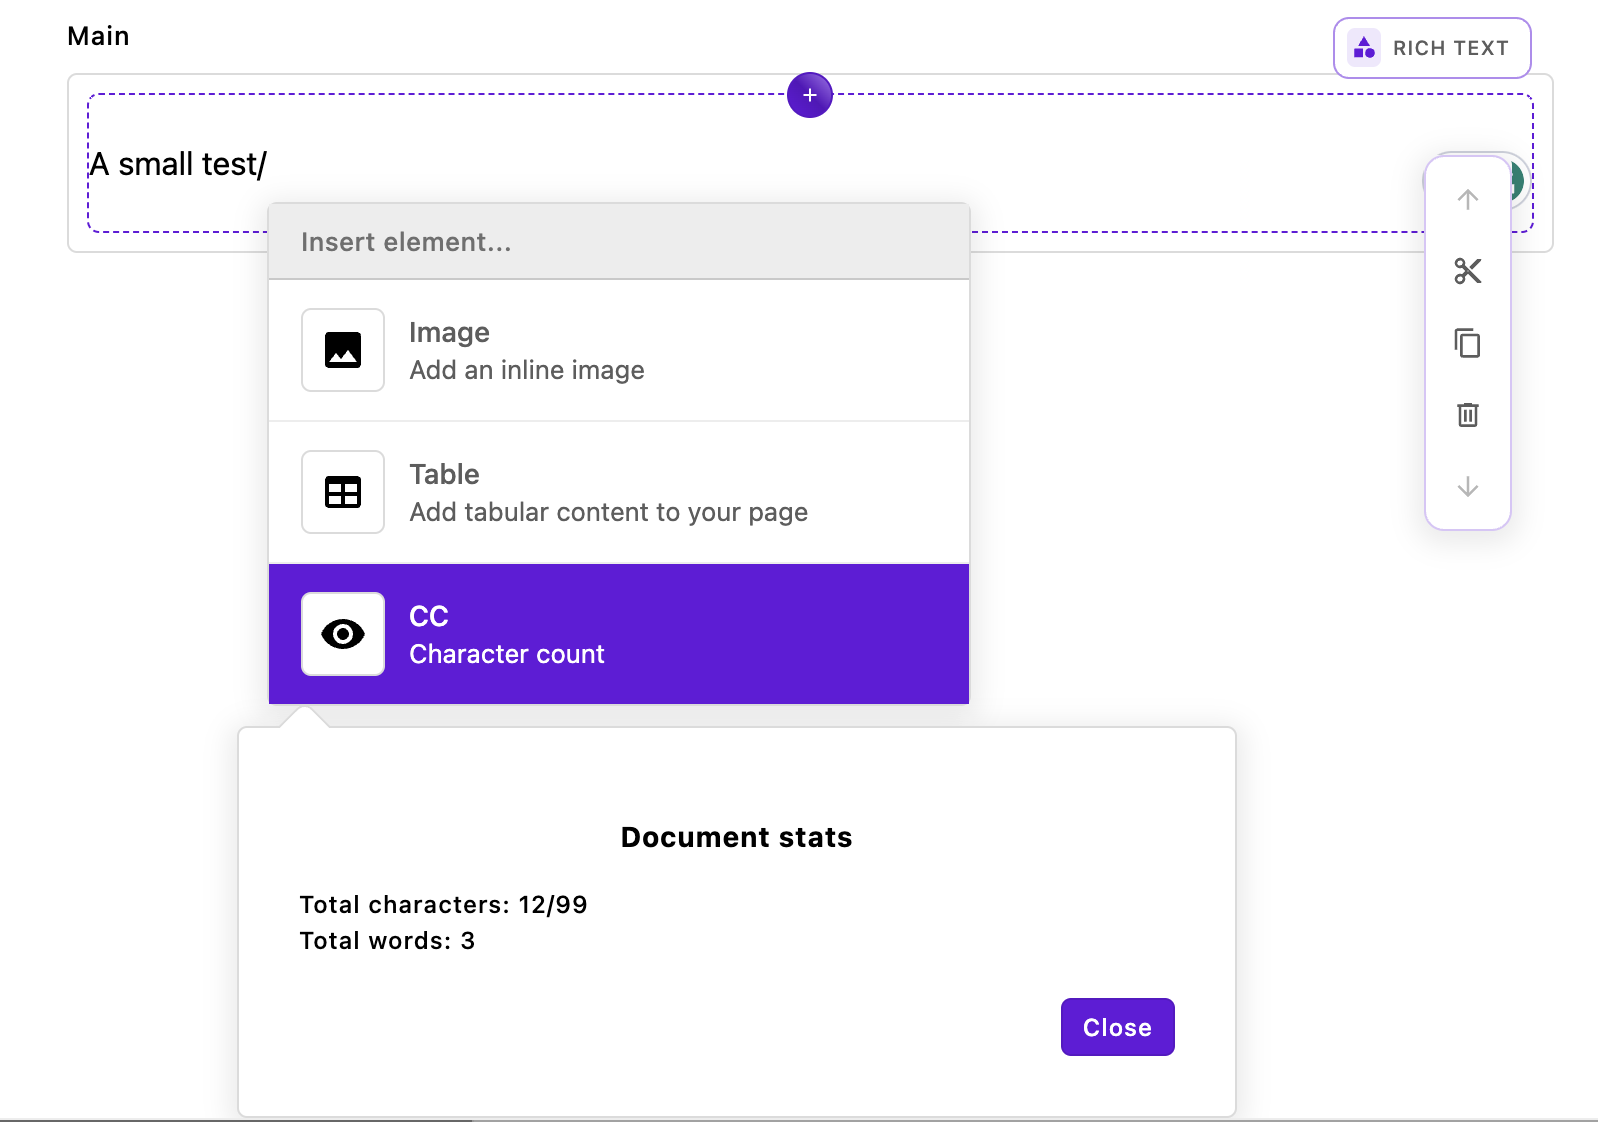 Main
RICH TEXT
+
A small test/
Insert element...
Image
Add an inline image
Table
Add tabular content to your page
CC
Character count
Document stats
Total characters: 12/99
Total words: 3
Close